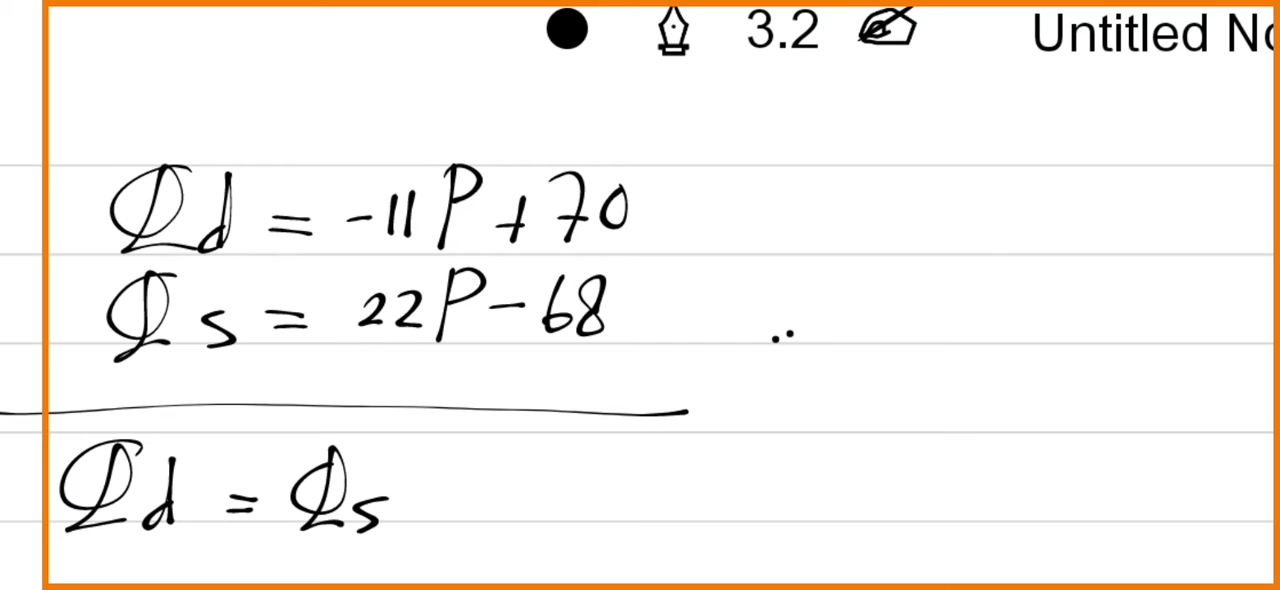 3.2 Untitled No
Qd = -11P + 70
Qs = 22P - 68
Qd = Qs